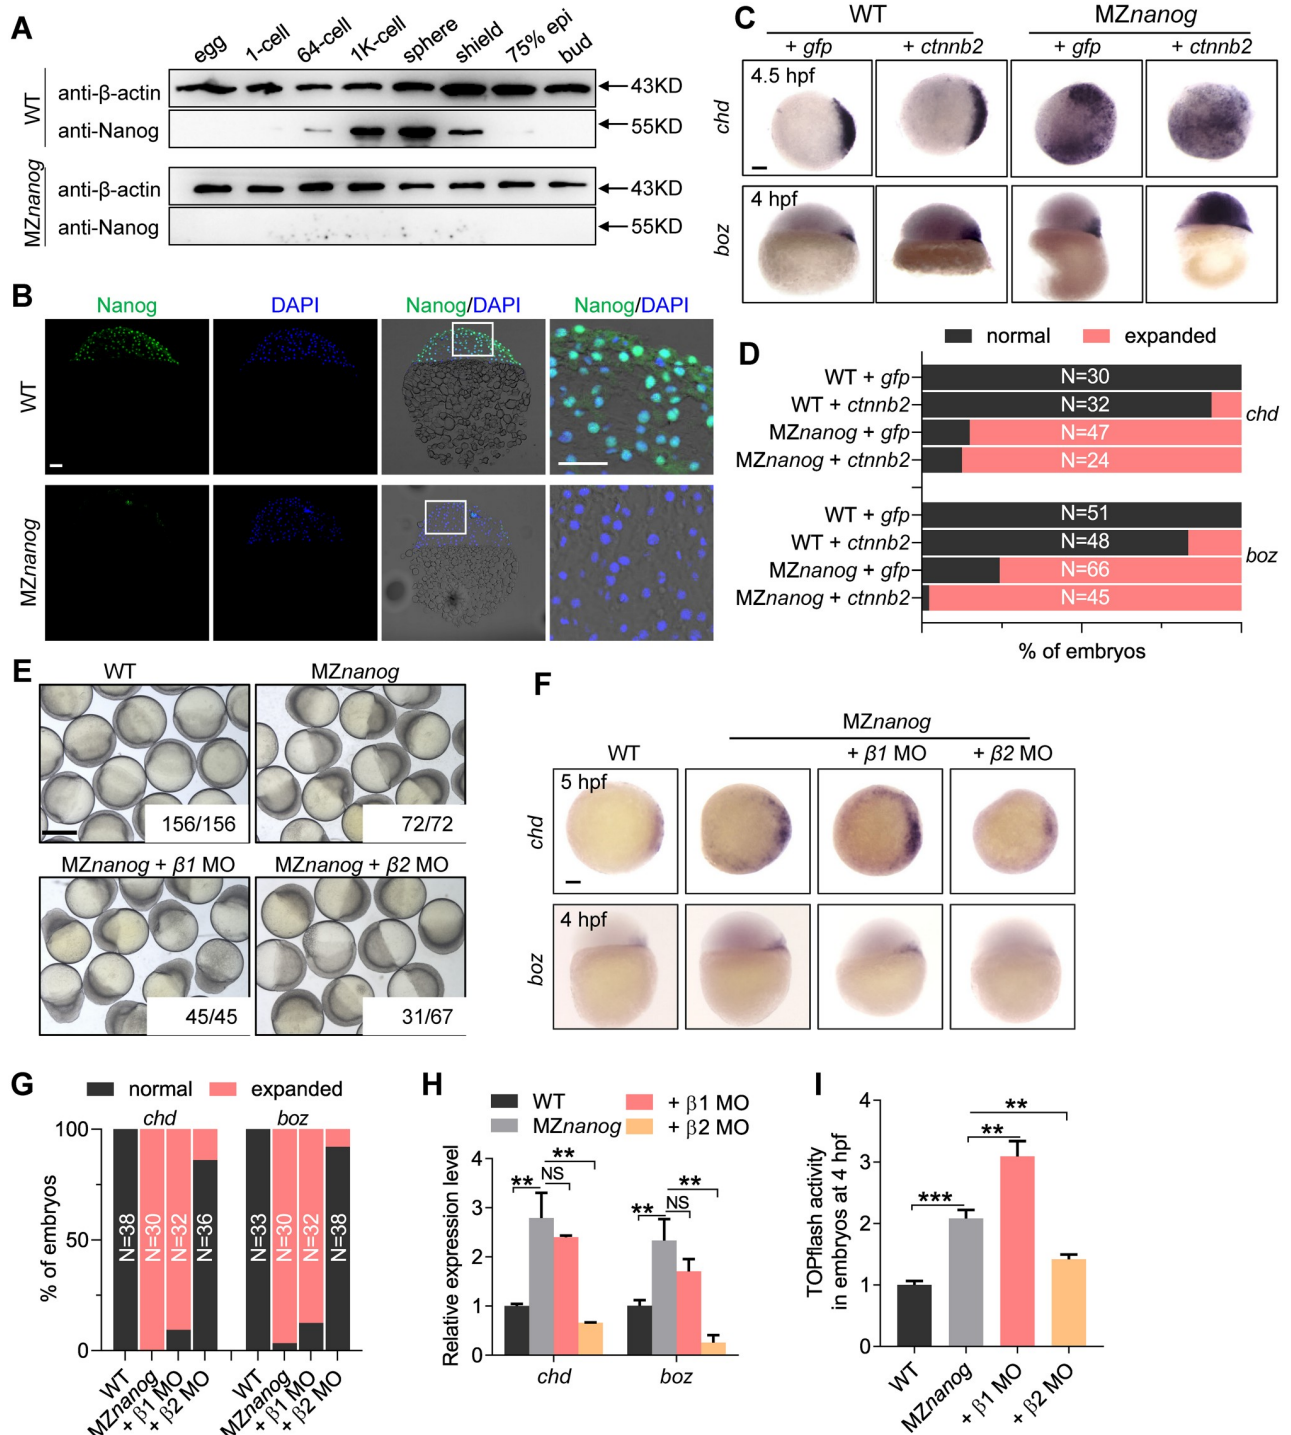 A
egg 1-cell 64-cell 1K-cell sphere shield 75% epi bud
WT
anti-β-actin
43KD
anti-Nanog
55KD
MZnanog
anti-β-actin
43KD
anti-Nanog
55KD
B
Nanog DAPI Nanog/DAPI Nanog/DAPI
WT
MZnanog
C
WT MZnanog
+ gfp + ctnnb2 + gfp + ctnnb2
4.5 hpf
chd
4 hpf
boz
D
normal expanded
WT + gfp N=30
WT + ctnnb2 N=32
MZnanog + gfp N=47
MZnanog + ctnnb2 N=24
chd
WT + gfp N=51
WT + ctnnb2 N=48
MZnanog + gfp N=66
MZnanog + ctnnb2 N=45
boz
% of embryos
E
WT MZnanog
156/156 72/72
MZnanog + β1 MO MZnanog + β2 MO
45/45 31/67
F
MZnanog
WT + β1 MO + β2 MO
5 hpf
chd
4 hpf
boz
G
normal expanded
chd boz
100
50
0
% of embryos
N=38 N=30 N=32 N=36 N=33 N=30 N=32 N=38
WT MZnanog + β1 MO + β2 MO WT MZnanog + β1 MO + β2 MO
H
WT + β1 MO
MZnanog + β2 MO
Relative expression level
4
3
2
1
0
** NS ** ** NS **
chd boz
I
TOPflash activity
in embryos at 4 hpf
4
3
2
1
0
*** ** **
WT MZnanog + β1 MO + β2 MO